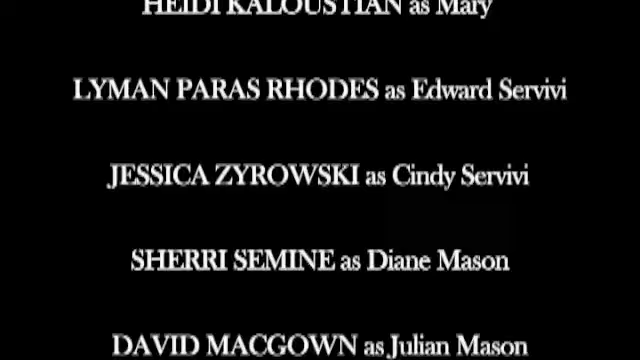 HEIDI KALOUSTIAN as Mary
LYMAN PARAS RHODES as Edward Servivi
JESSICA ZYROWSKI as Cindy Servivi
SHERRI SEMINE as Diane Mason
DAVID MACGOWN as Julian Mason